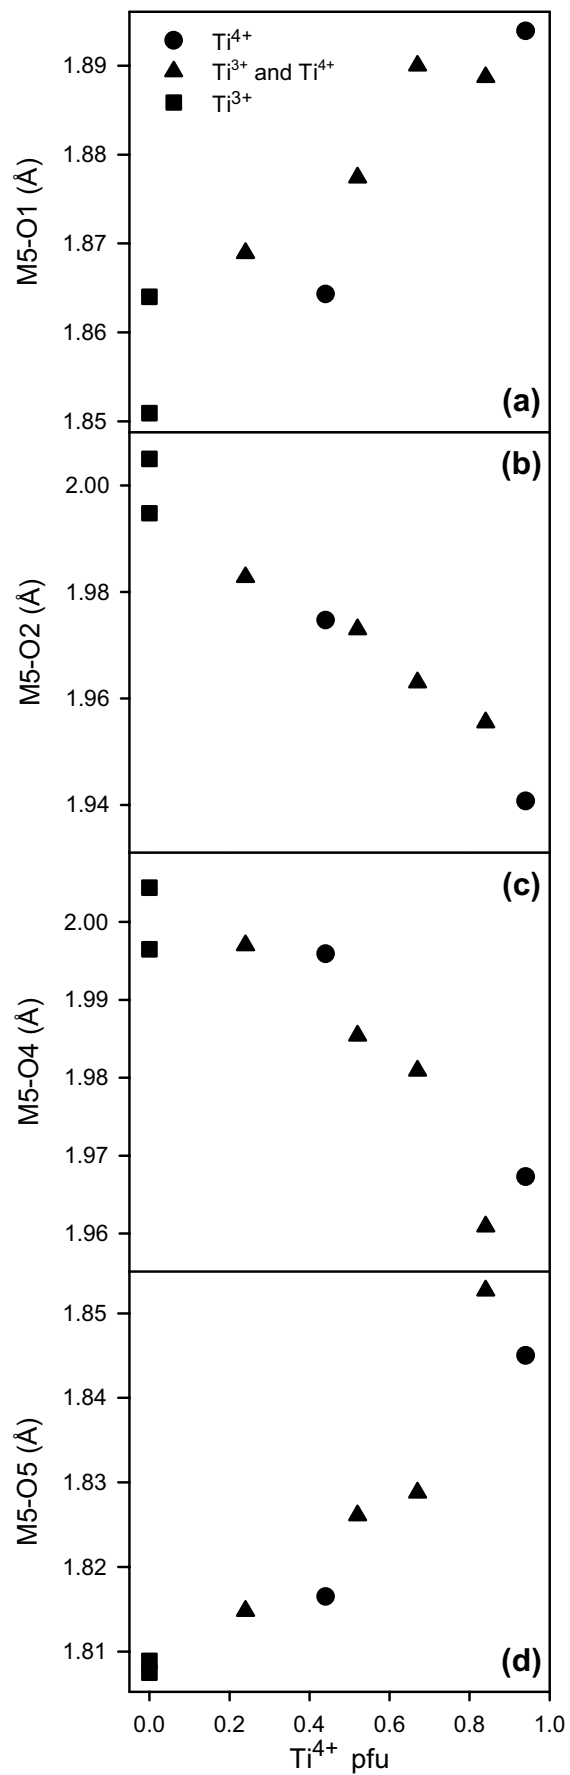 Ti⁴⁺
Ti³⁺ and Ti⁴⁺
Ti³⁺
1.89
1.88
1.87
1.86
1.85
M5-O1 (Å)
(a)
2.00
1.98
1.96
1.94
M5-O2 (Å)
(b)
2.00
1.99
1.98
1.97
1.96
M5-O4 (Å)
(c)
1.85
1.84
1.83
1.82
1.81
M5-O5 (Å)
(d)
0.0 0.2 0.4 0.6 0.8 1.0
Ti⁴⁺ pfu